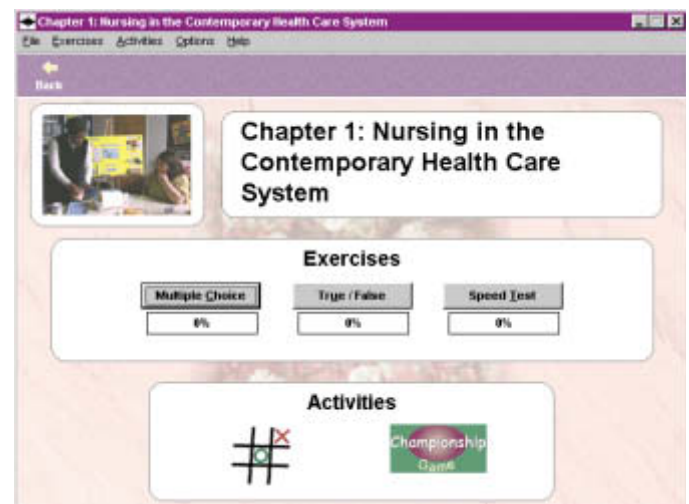 Chapter 1: Nursing in the Contemporary Health Care System
File Exercises Activities Options Help
Back
Chapter 1: Nursing in the
Contemporary Health Care
System
Exercises
Multiple Choice True / False Speed Test
0% 0% 0%
Activities
Championship
Game